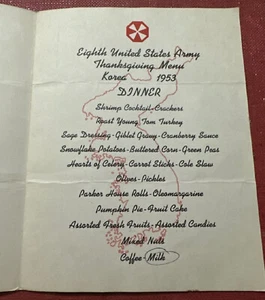 Eighth United States Army
Thanksgiving Menu
Korea 1953
DINNER
Shrimp Cocktail-Crackers
Roast Young Tom Turkey
Sage Dressing-Giblet Gravy-Cranberry Sauce
Snowflake Potatoes-Buttered Corn-Green Peas
Hearts of Celery-Carrot Sticks-Cole Slaw
Olives-Pickles
Parker House Rolls-Oleomargarine
Pumpkin Pie-Fruit Cake
Assorted Fresh Fruits-Assorted Candies
Mixed Nuts
Coffee-Milk